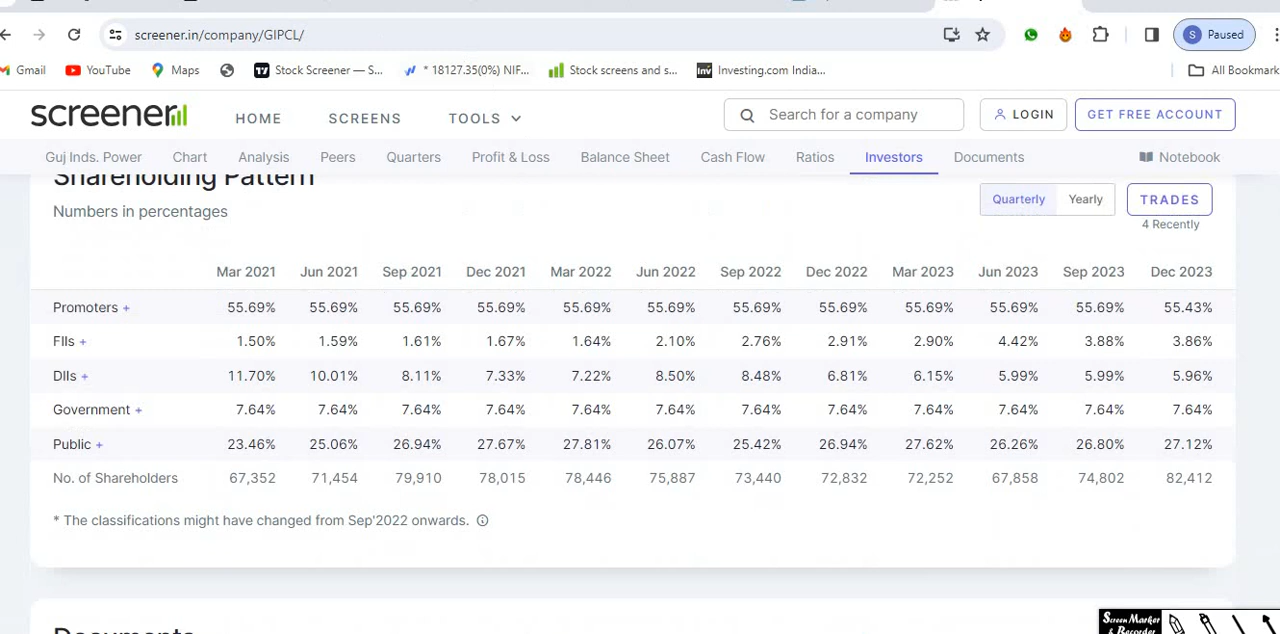 screener.in/company/GIPCL/
S Paused
Gmail YouTube Maps Stock Screener — S... * 18127.35(0%) NIF... Stock screens and s... Investing.com India... All Bookmark
screener HOME SCREENS TOOLS Search for a company LOGIN GET FREE ACCOUNT
Guj Inds. Power Chart Analysis Peers Quarters Profit & Loss Balance Sheet Cash Flow Ratios Investors Documents Notebook
Shareholding Pattern
Numbers in percentages
Quarterly Yearly TRADES
4 Recently
Mar 2021 Jun 2021 Sep 2021 Dec 2021 Mar 2022 Jun 2022 Sep 2022 Dec 2022 Mar 2023 Jun 2023 Sep 2023 Dec 2023
Promoters + 55.69% 55.69% 55.69% 55.69% 55.69% 55.69% 55.69% 55.69% 55.69% 55.69% 55.69% 55.43%
FIIs + 1.50% 1.59% 1.61% 1.67% 1.64% 2.10% 2.76% 2.91% 2.90% 4.42% 3.88% 3.86%
DIIs + 11.70% 10.01% 8.11% 7.33% 7.22% 8.50% 8.48% 6.81% 6.15% 5.99% 5.99% 5.96%
Government + 7.64% 7.64% 7.64% 7.64% 7.64% 7.64% 7.64% 7.64% 7.64% 7.64% 7.64% 7.64%
Public + 23.46% 25.06% 26.94% 27.67% 27.81% 26.07% 25.42% 26.94% 27.62% 26.26% 26.80% 27.12%
No. of Shareholders 67,352 71,454 79,910 78,015 78,446 75,887 73,440 72,832 72,252 67,858 74,802 82,412
* The classifications might have changed from Sep'2022 onwards.
Documents
Screen Marker
& Recorder